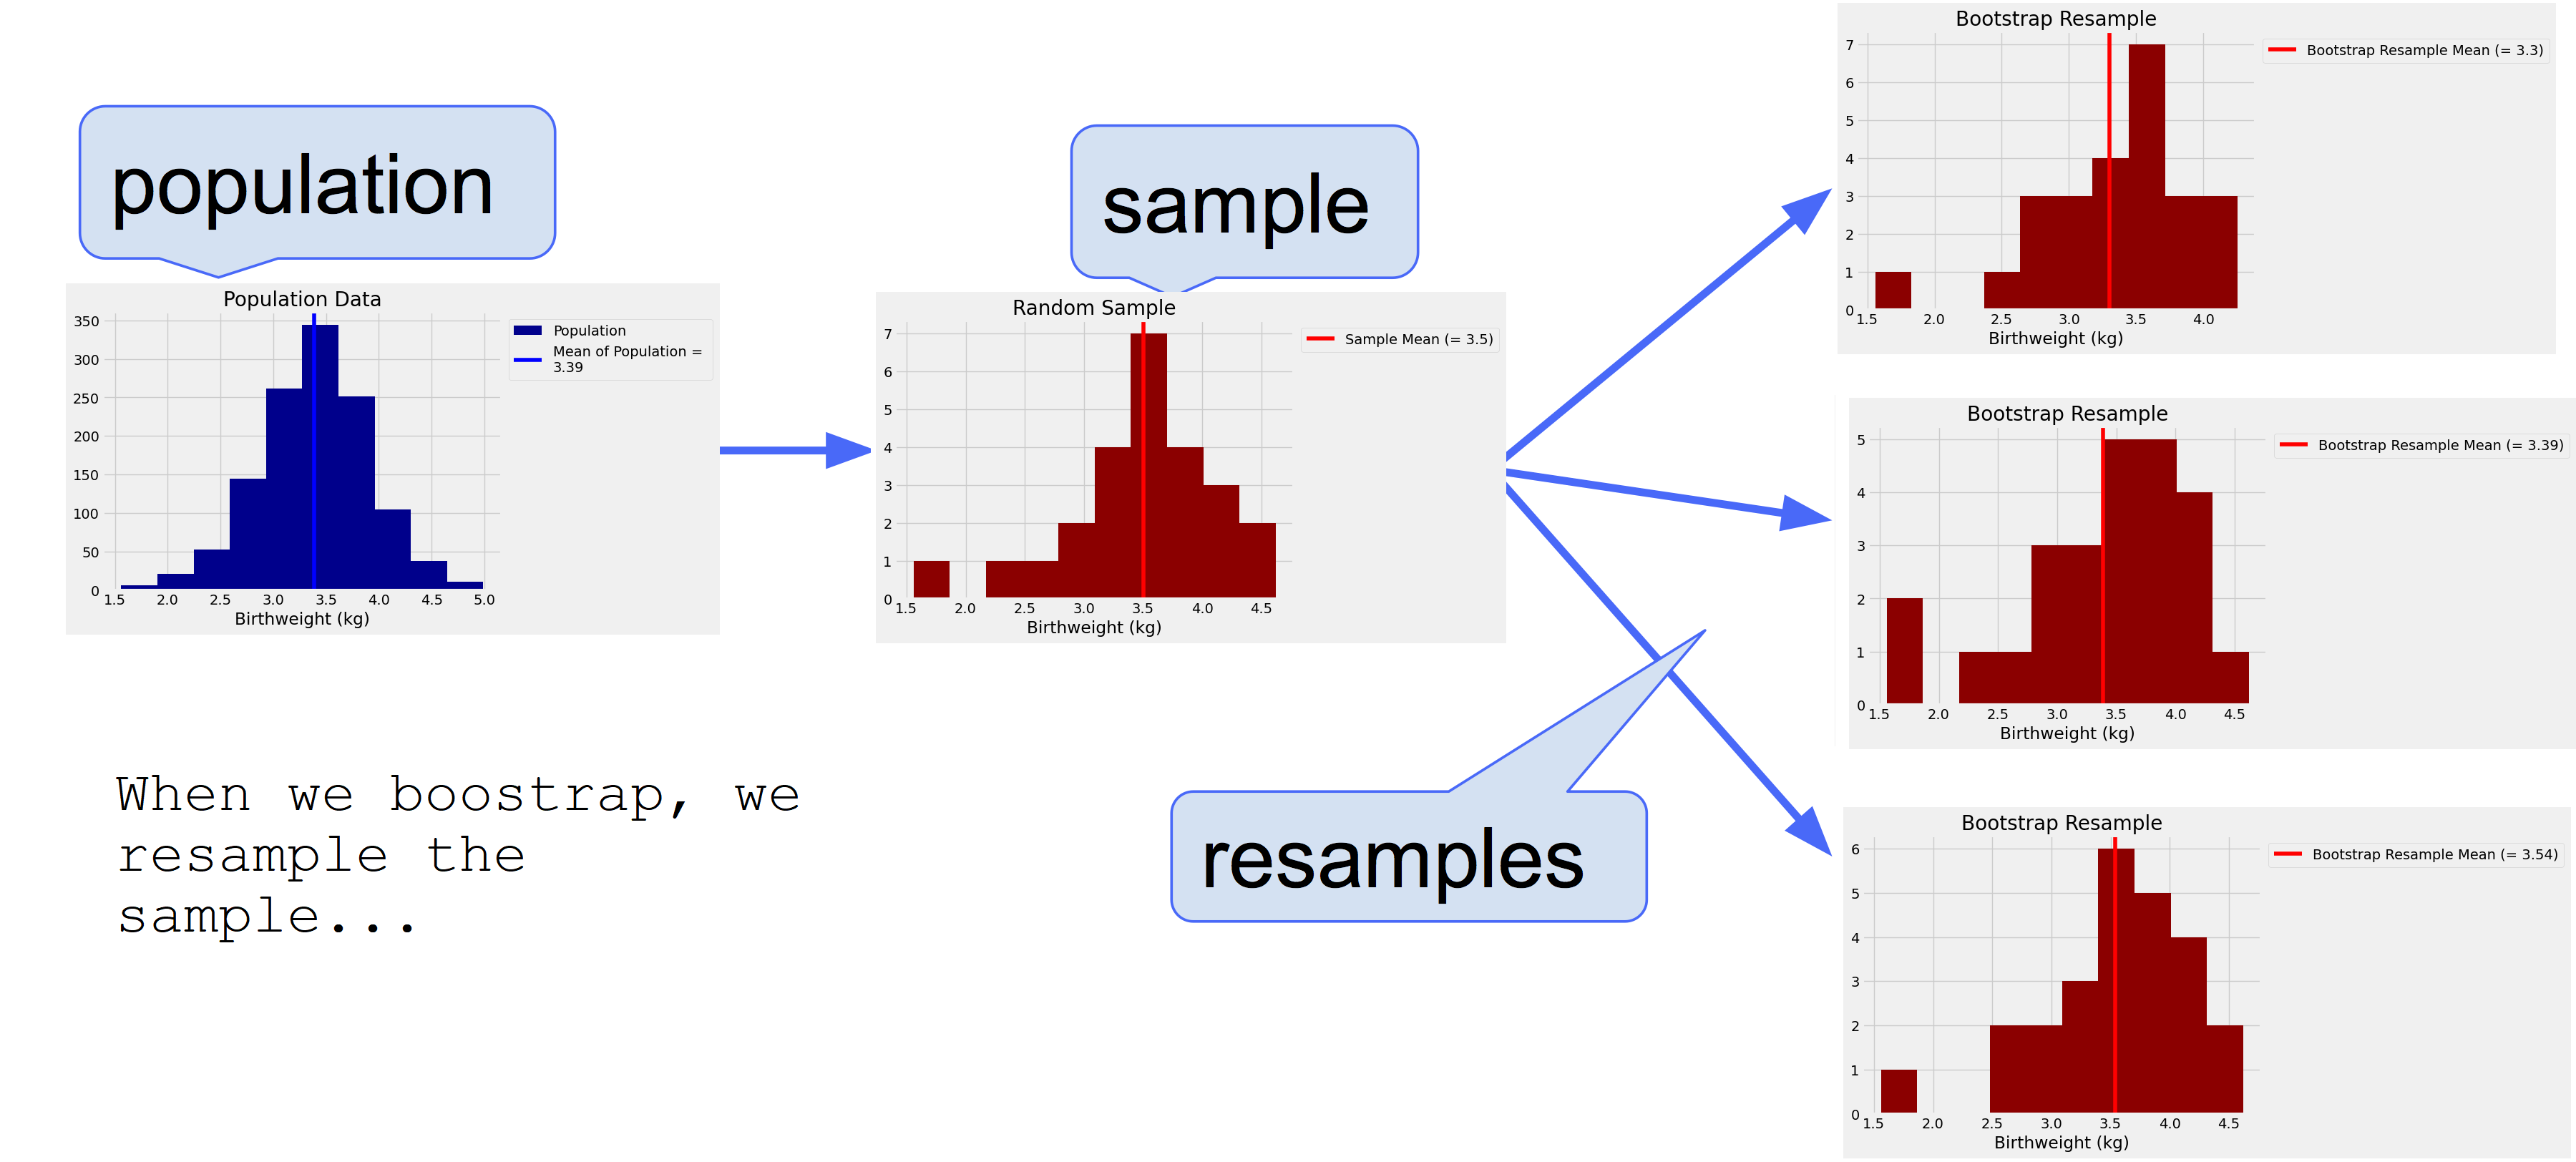 population
Population Data
350
300
250
200
150
100
50
0
1.5 2.0 2.5 3.0 3.5 4.0 4.5 5.0
Birthweight (kg)
Population
Mean of Population =
3.39
sample
Random Sample
7
6
5
4
3
2
1
0
1.5 2.0 2.5 3.0 3.5 4.0 4.5
Birthweight (kg)
Sample Mean (= 3.5)
Bootstrap Resample
7
6
5
4
3
2
1
0
1.5 2.0 2.5 3.0 3.5 4.0
Birthweight (kg)
Bootstrap Resample Mean (= 3.3)
Bootstrap Resample
5
4
3
2
1
0
1.5 2.0 2.5 3.0 3.5 4.0 4.5
Birthweight (kg)
Bootstrap Resample Mean (= 3.39)
resamples
Bootstrap Resample
6
5
4
3
2
1
0
1.5 2.0 2.5 3.0 3.5 4.0 4.5
Birthweight (kg)
Bootstrap Resample Mean (= 3.54)
When we boostrap, we
resample the
sample...